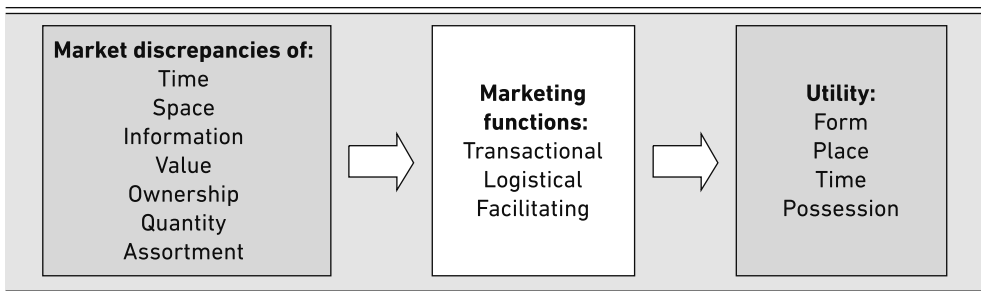 Market discrepancies of:
Time
Space
Information
Value
Ownership
Quantity
Assortment
Marketing
functions:
Transactional
Logistical
Facilitating
Utility:
Form
Place
Time
Possession